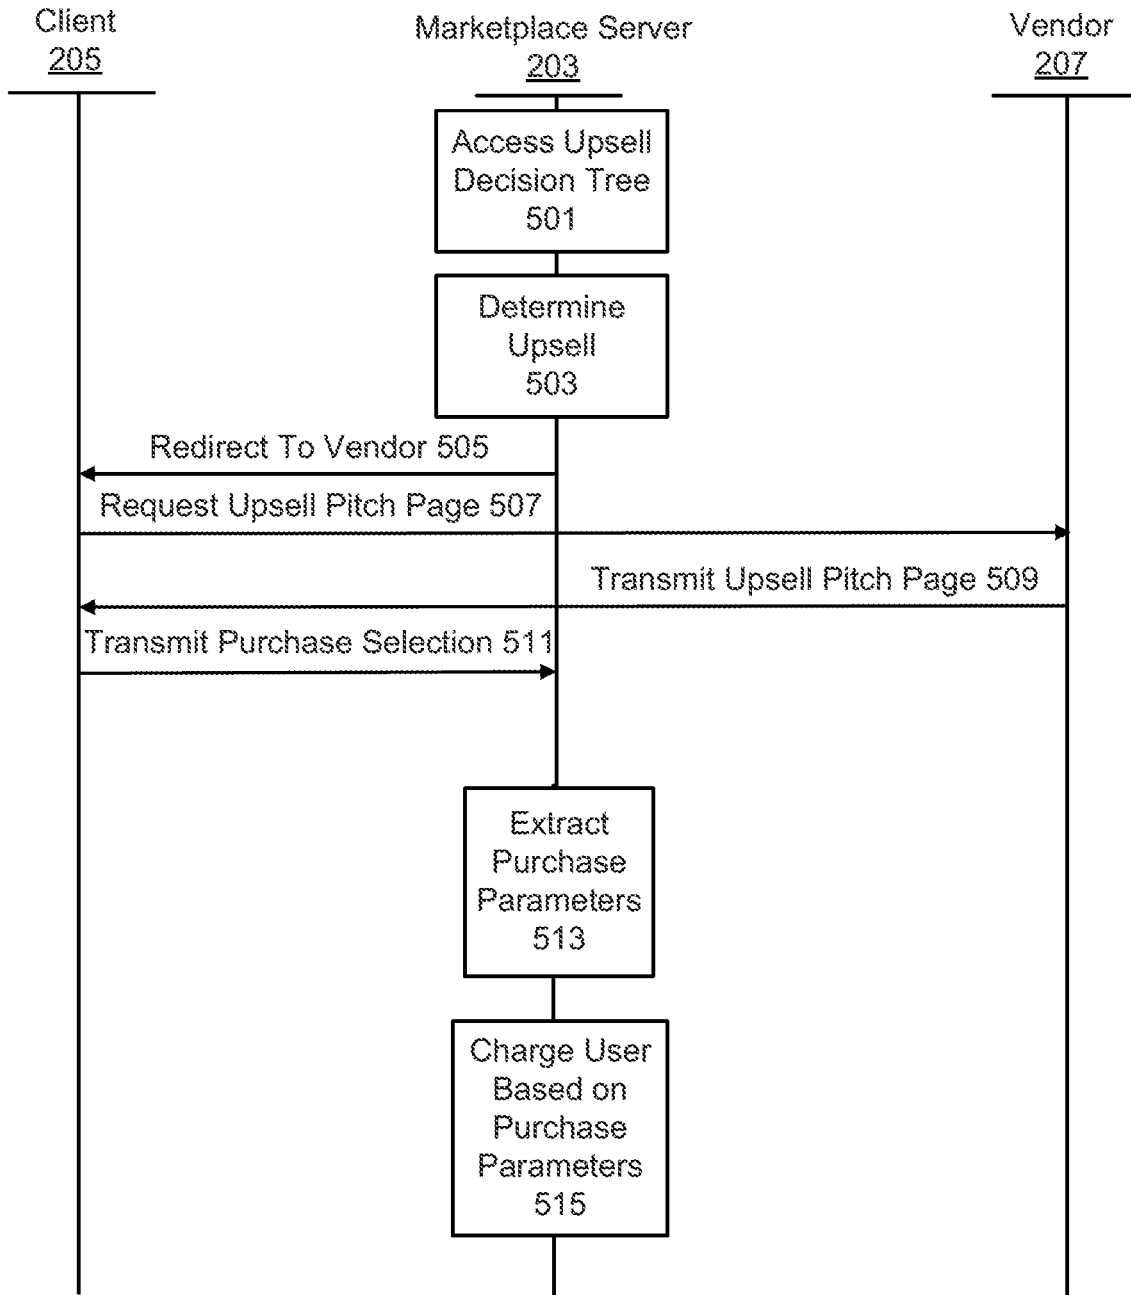 Client
205
Marketplace Server
203
Vendor
207
Access Upsell
Decision Tree
501
Determine
Upsell
503
Redirect To Vendor 505
Request Upsell Pitch Page 507
Transmit Upsell Pitch Page 509
Transmit Purchase Selection 511
Extract
Purchase
Parameters
513
Charge User
Based on
Purchase
Parameters
515